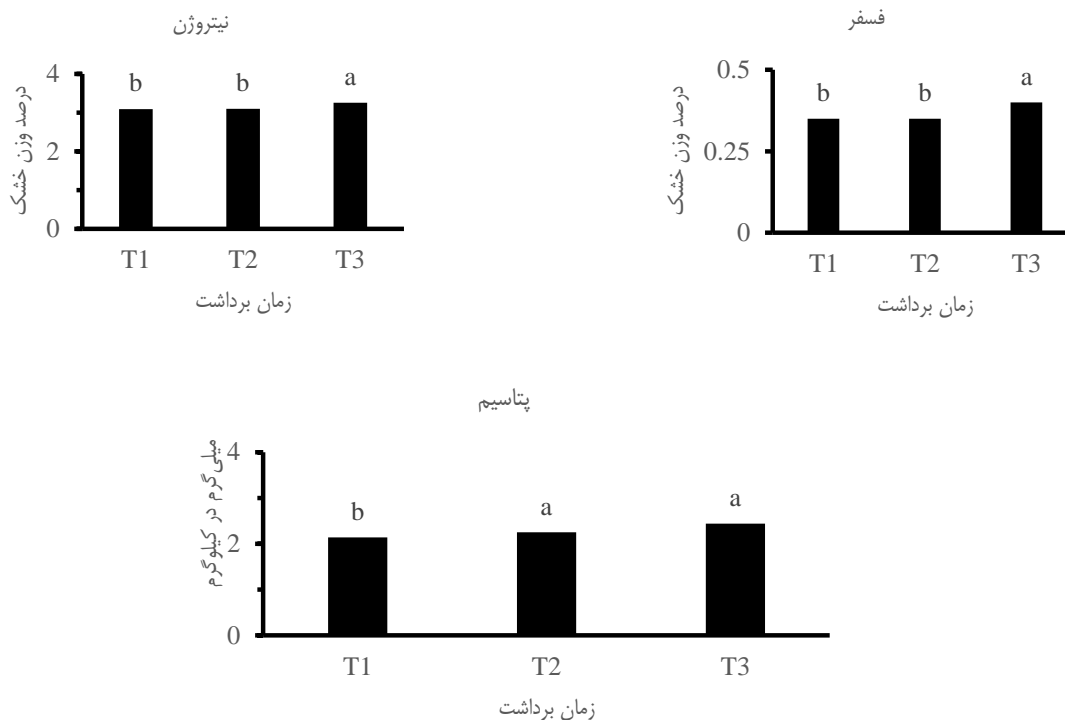 نیتروژن
4
2
0
درصد وزن خشک
b b a
T1 T2 T3
زمان برداشت
فسفر
0.5
0.25
0
درصد وزن خشک
b b a
T1 T2 T3
زمان برداشت
پتاسیم
4
2
0
میلی‌گرم در کیلوگرم
b a a
T1 T2 T3
زمان برداشت